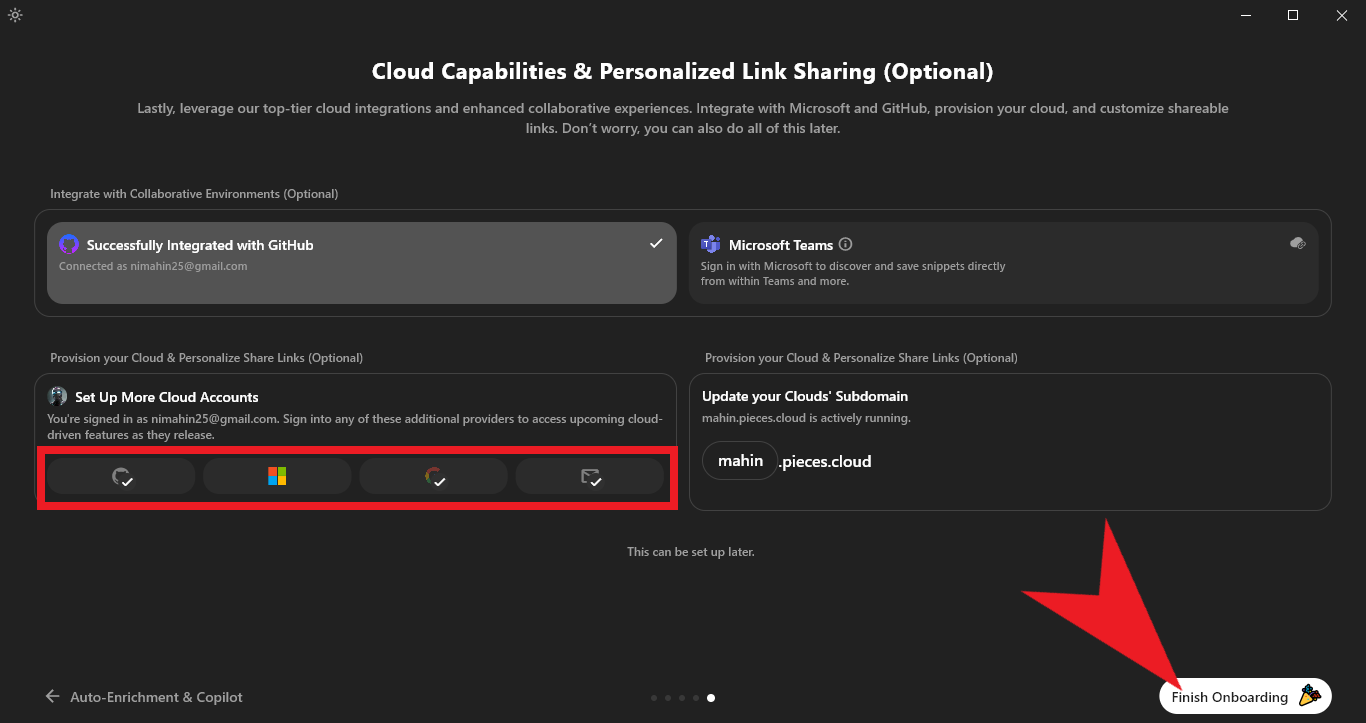 Cloud Capabilities & Personalized Link Sharing (Optional)
Lastly, leverage our top-tier cloud integrations and enhanced collaborative experiences. Integrate with Microsoft and GitHub, provision your cloud, and customize shareable
links. Don't worry, you can also do all of this later.
Integrate with Collaborative Environments (Optional)
Successfully Integrated with GitHub
Connected as nimahin25@gmail.com
Microsoft Teams
Sign in with Microsoft to discover and save snippets directly
from within Teams and more.
Provision your Cloud & Personalize Share Links (Optional)
Set Up More Cloud Accounts
You're signed in as nimahin25@gmail.com. Sign into any of these additional providers to access upcoming cloud-
driven features as they release.
Provision your Cloud & Personalize Share Links (Optional)
Update your Clouds' Subdomain
mahin.pieces.cloud is actively running.
mahin.pieces.cloud
This can be set up later.
Auto-Enrichment & Copilot
Finish Onboarding